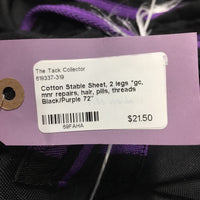 The Tack Collector
619337-319
Cotton Stable Sheet, 2 legs *gc,
mnr repairs, hair, pills, threads
Black/Purple 72"
$21.50
69FAHA